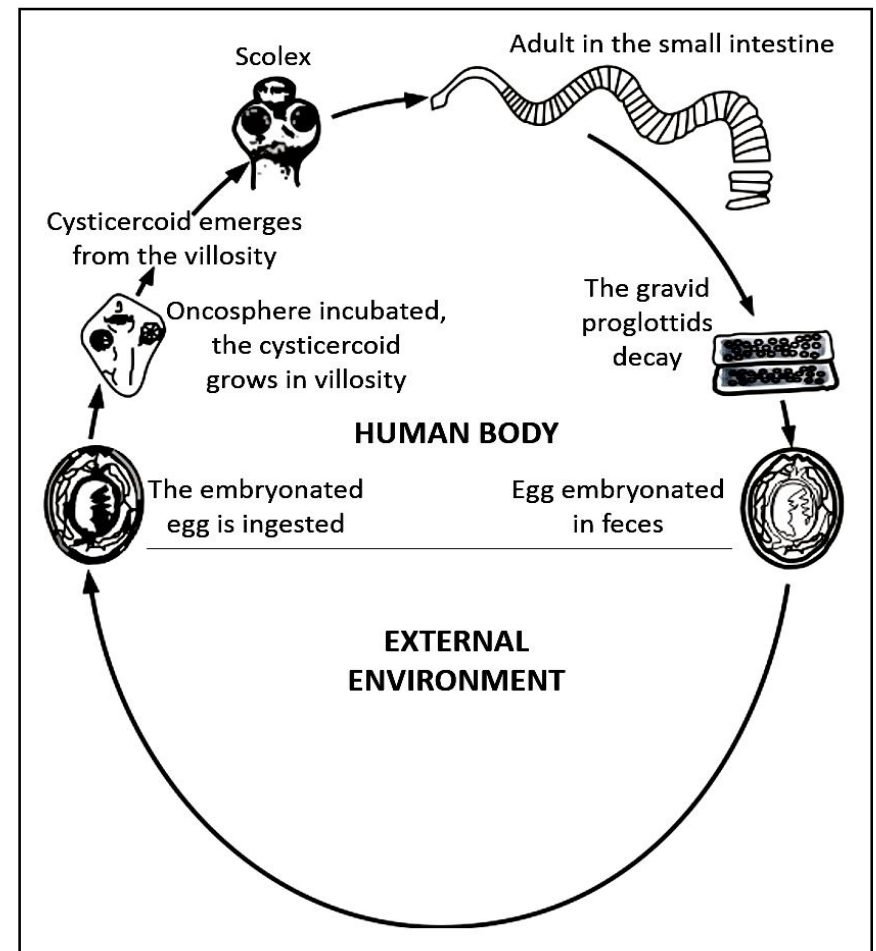 Scolex
Adult in the small intestine
Cysticercoid emerges
from the villosity
Oncosphere incubated,
the cysticercoid
grows in villosity
The gravid
proglottids
decay
HUMAN BODY
The embryonated
egg is ingested
Egg embryonated
in feces
EXTERNAL
ENVIRONMENT